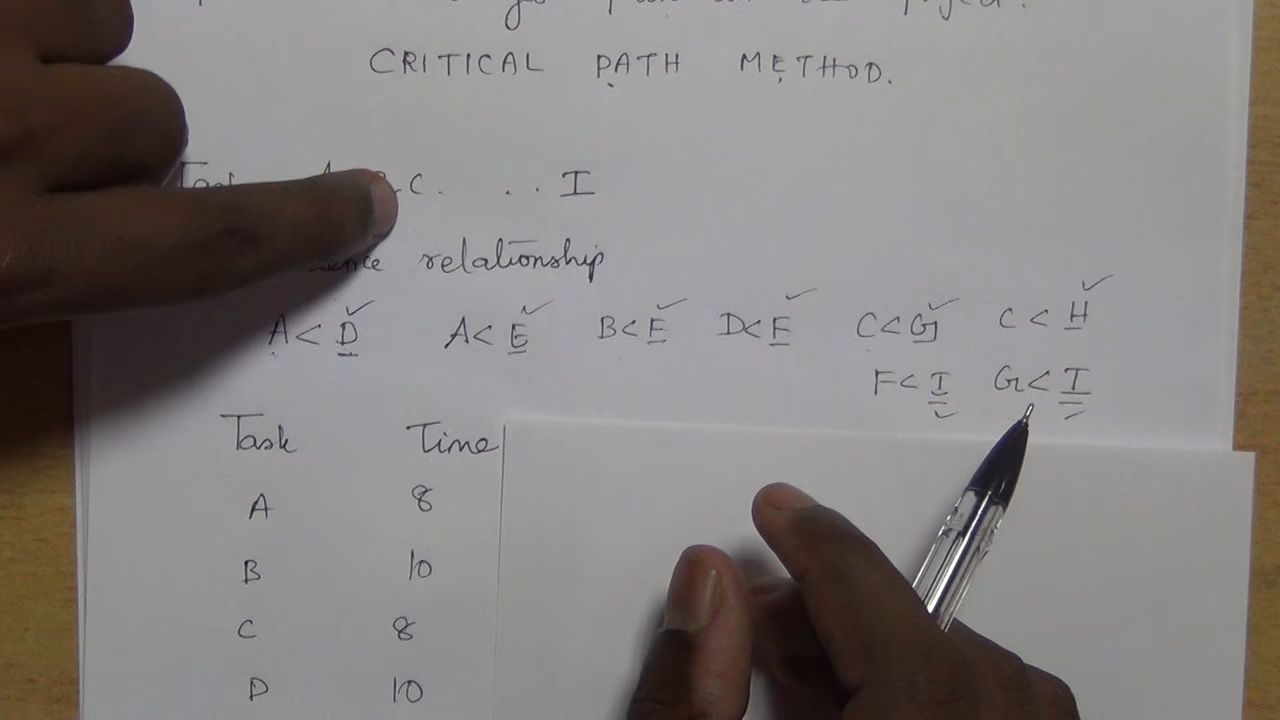 CRITICAL PATH METHOD.
C. . . I
relationship
A < D A < E B < F D < F C < G C < H
F < I G < I
Task Time
A 8
B 10
C 8
D 10